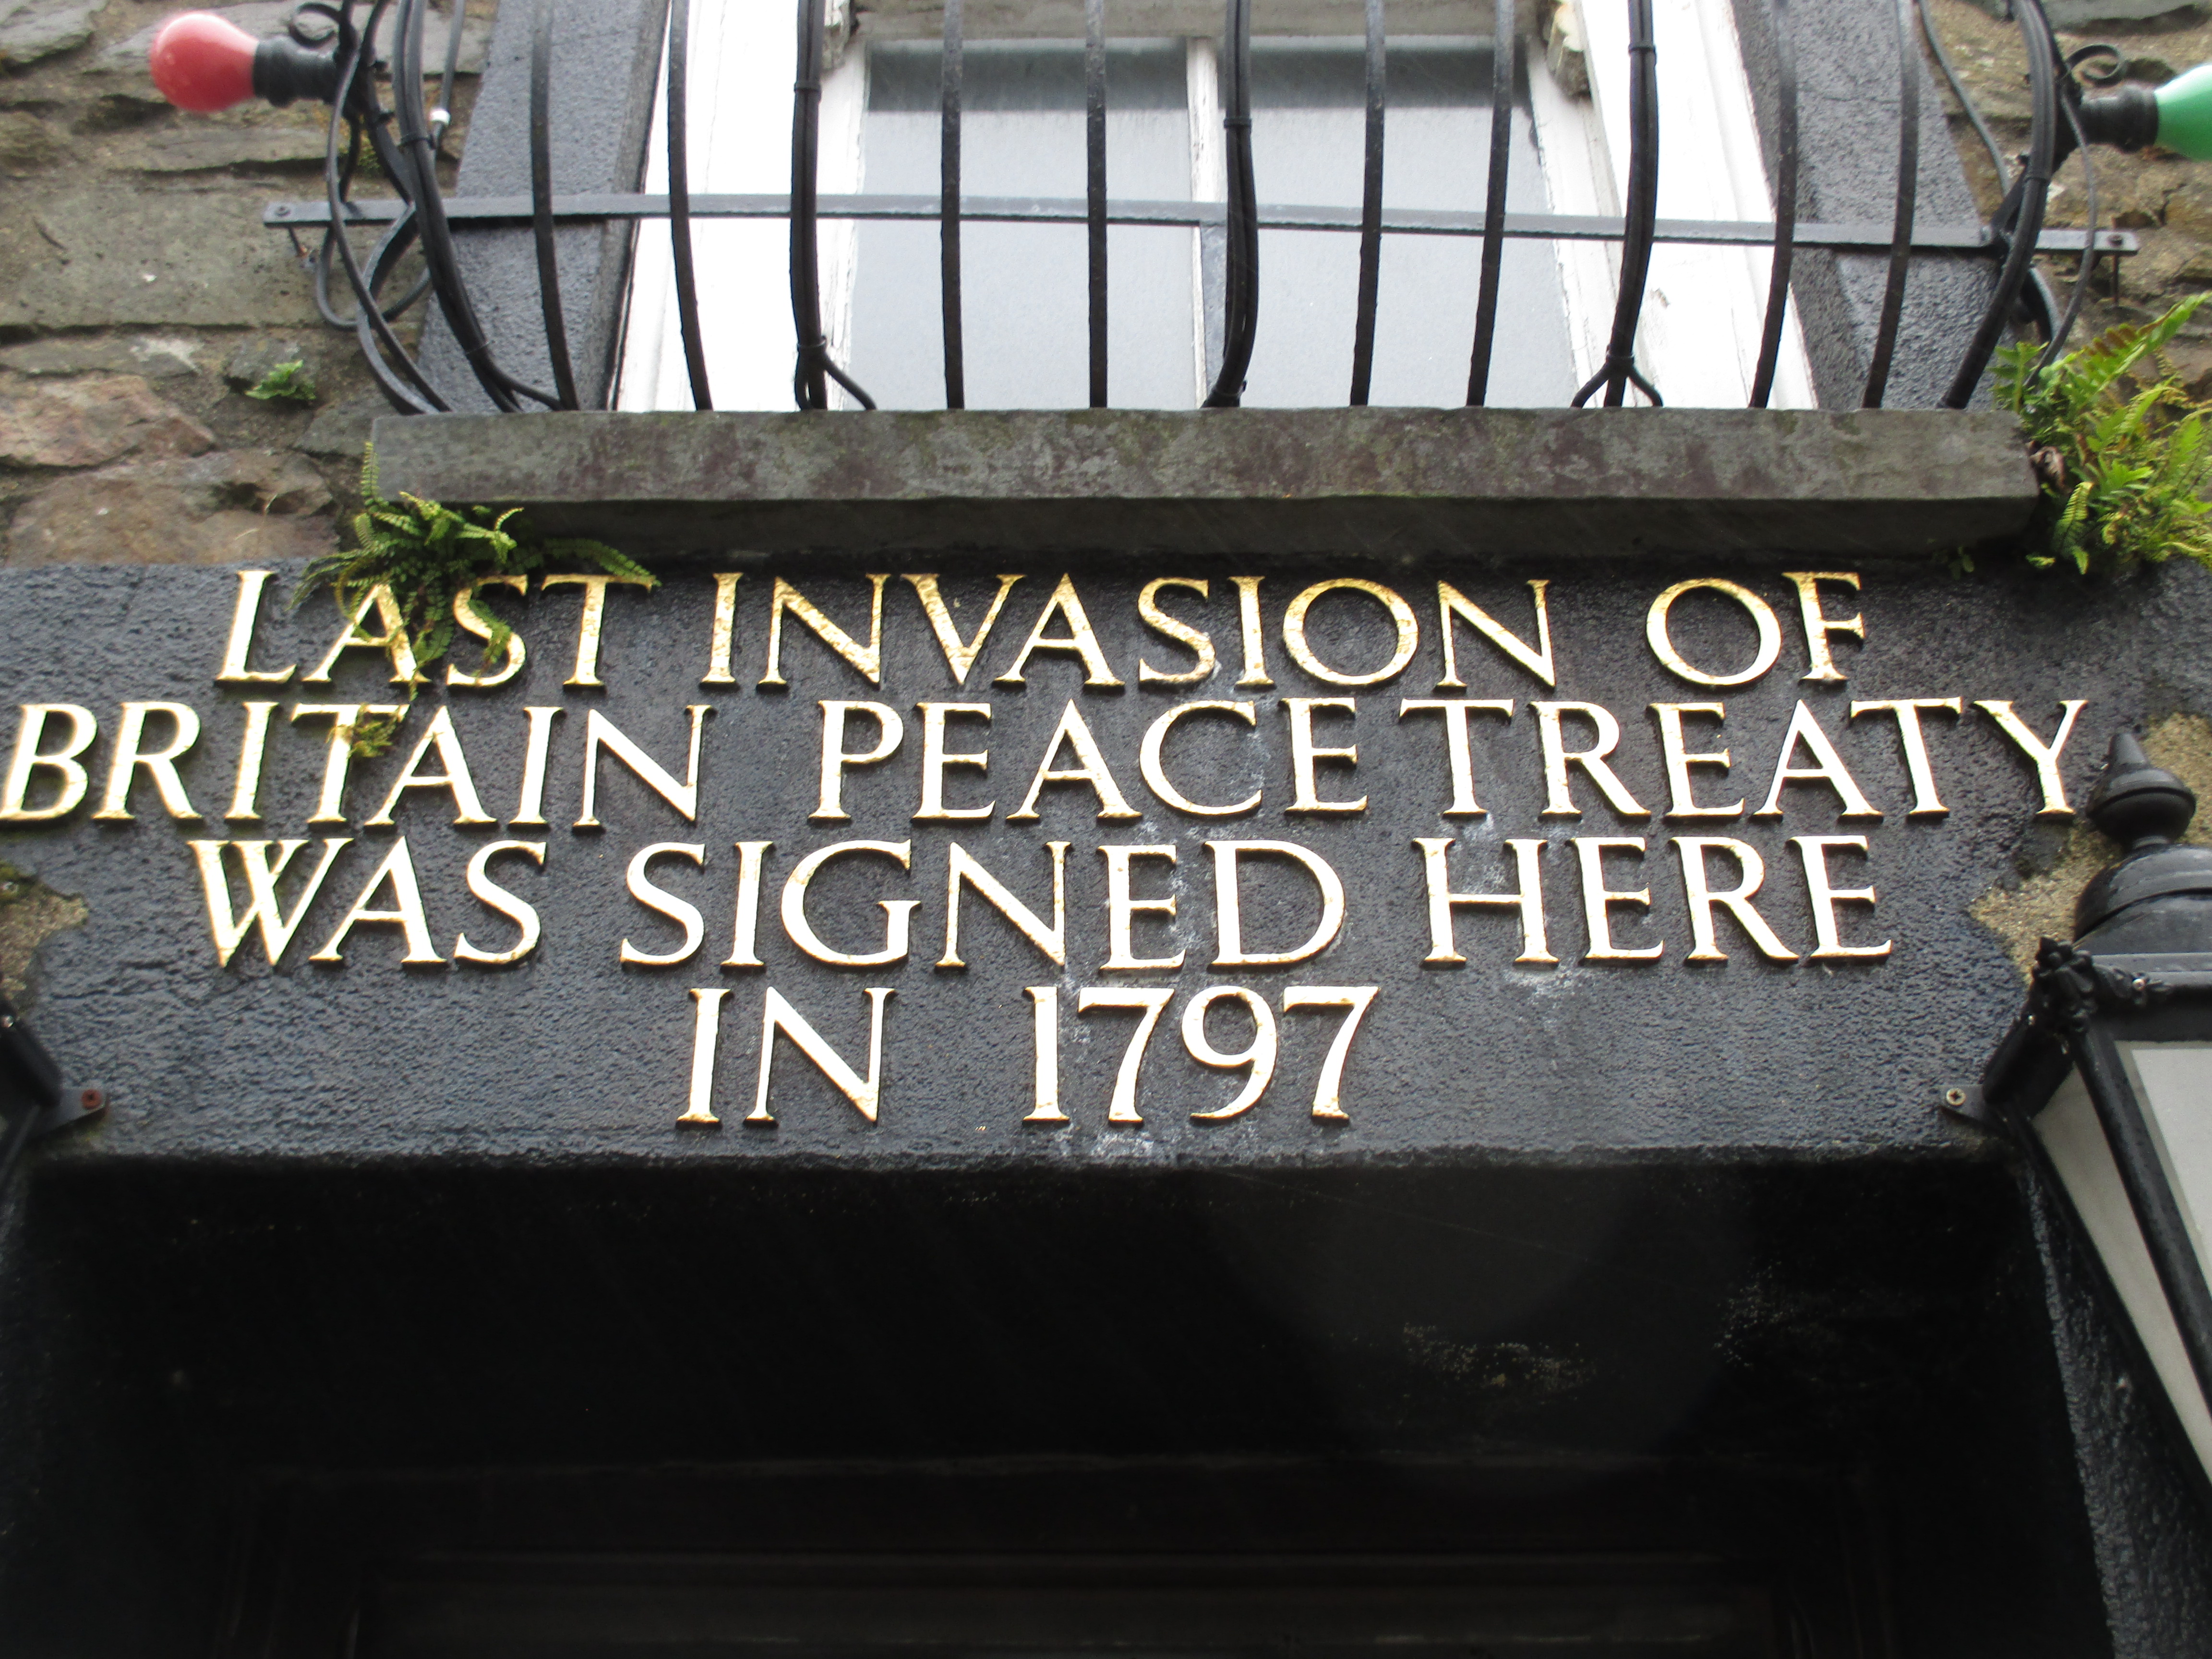 LAST INVASION OF
BRITAIN PEACE TREATY
WAS SIGNED HERE
IN 1797